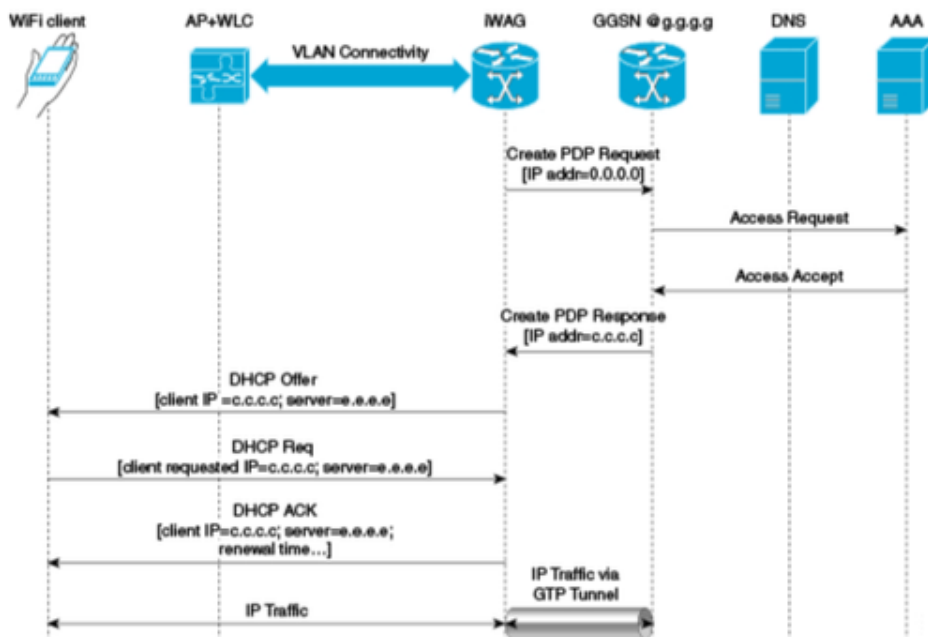 WiFi client
AP+WLC
iWAG
GGSN @g.g.g.g
DNS
AAA
VLAN Connectivity
Create PDP Request
[IP addr=0.0.0.0]
Access Request
Access Accept
Create PDP Response
[IP addr=c.c.c.c]
DHCP Offer
[client IP =c.c.c.c; server=e.e.e.e]
DHCP Req
[client requested IP=c.c.c.c; server=e.e.e.e]
DHCP ACK
[client IP=c.c.c.c; server=e.e.e.e;
renewal time...]
IP Traffic via
GTP Tunnel
IP Traffic